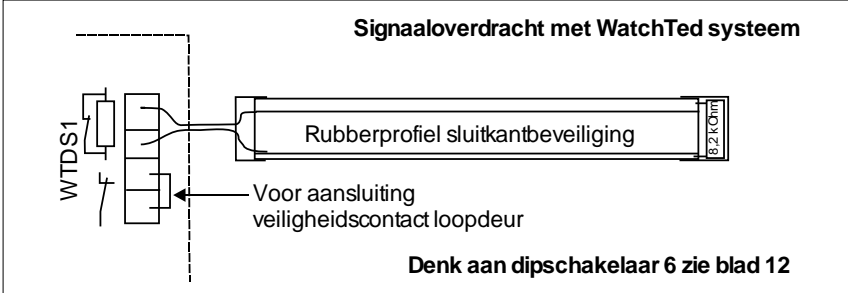 Signaaloverdracht met WatchTed systeem
WTDS1
Rubberprofiel sluitkantbeveiliging
8,2 kOhm
Voor aansluiting
veiligheidscontact loopdeur
Denk aan dipschakelaar 6 zie blad 12